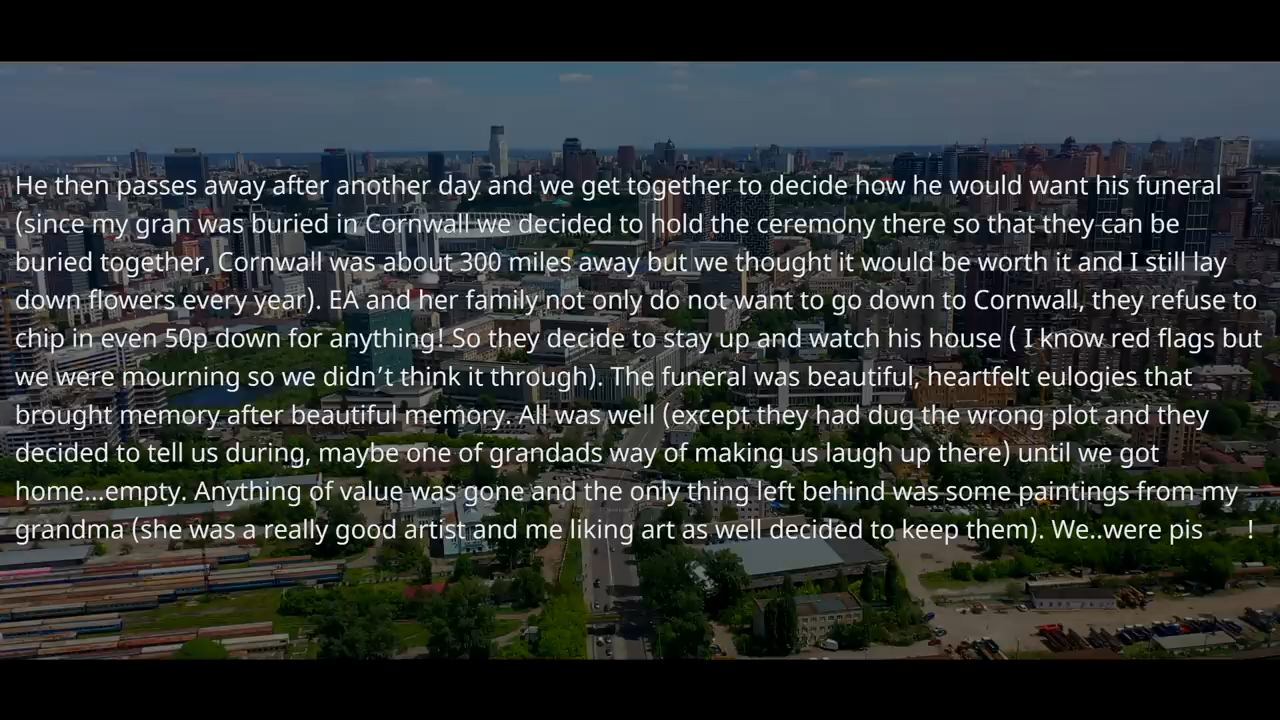 He then passes away after another day and we get together to decide how he would want his funeral
(since my gran was buried in Cornwall we decided to hold the ceremony there so that they can be
buried together, Cornwall was about 300 miles away but we thought it would be worth it and I still lay
down flowers every year). EA and her family not only do not want to go down to Cornwall, they refuse to
chip in even 50p down for anything! So they decide to stay up and watch his house ( I know red flags but
we were mourning so we didn’t think it through). The funeral was beautiful, heartfelt eulogies that
brought memory after beautiful memory. All was well (except they had dug the wrong plot and they
decided to tell us during, maybe one of grandads way of making us laugh up there) until we got
home...empty. Anything of value was gone and the only thing left behind was some paintings from my
grandma (she was a really good artist and me liking art as well decided to keep them). We..were pis !